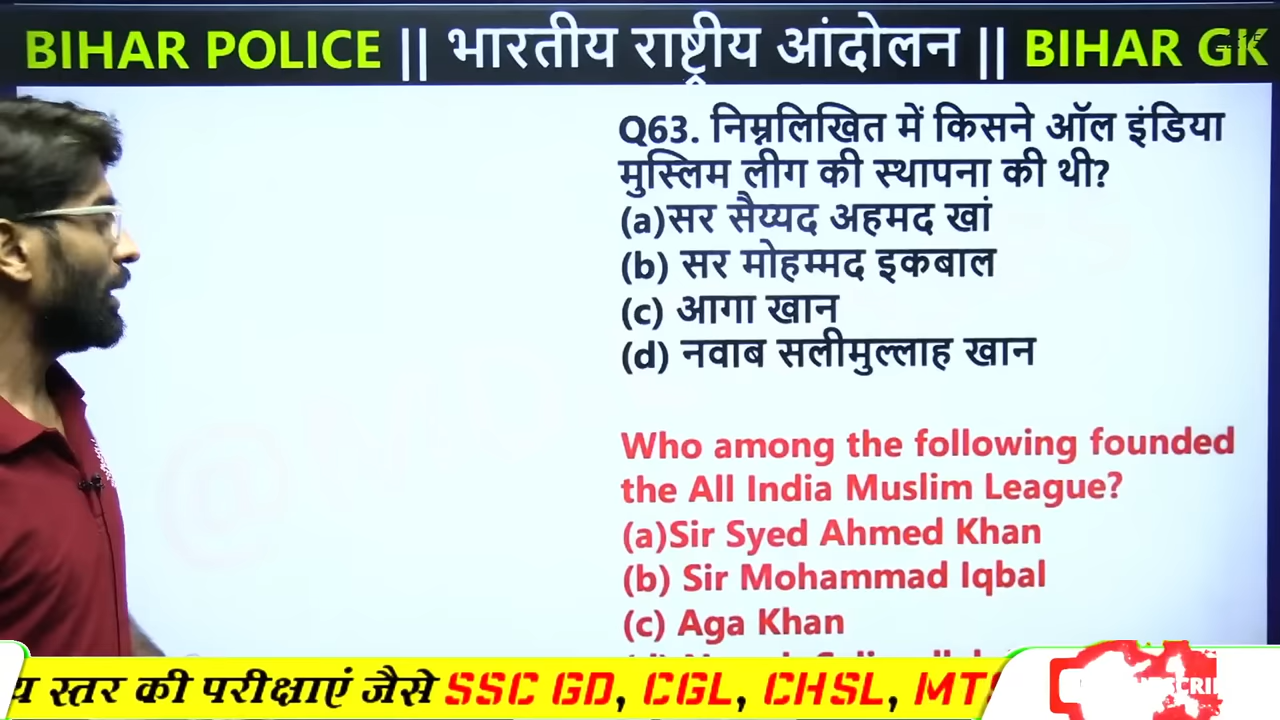 BIHAR POLICE || भारतीय राष्ट्रीय आंदोलन || BIHAR GK
Q63. निम्नलिखित में किसने ऑल इंडिया
मुस्लिम लीग की स्थापना की थी?
(a)सर सैय्यद अहमद खां
(b) सर मोहम्मद इकबाल
(c) आगा खान
(d) नवाब सलीमुल्लाह खान
Who among the following founded
the All India Muslim League?
(a)Sir Syed Ahmed Khan
(b) Sir Mohammad Iqbal
(c) Aga Khan
स्तर की परीक्षाएं जैसे SSC GD, CGL, CHSL, MTS